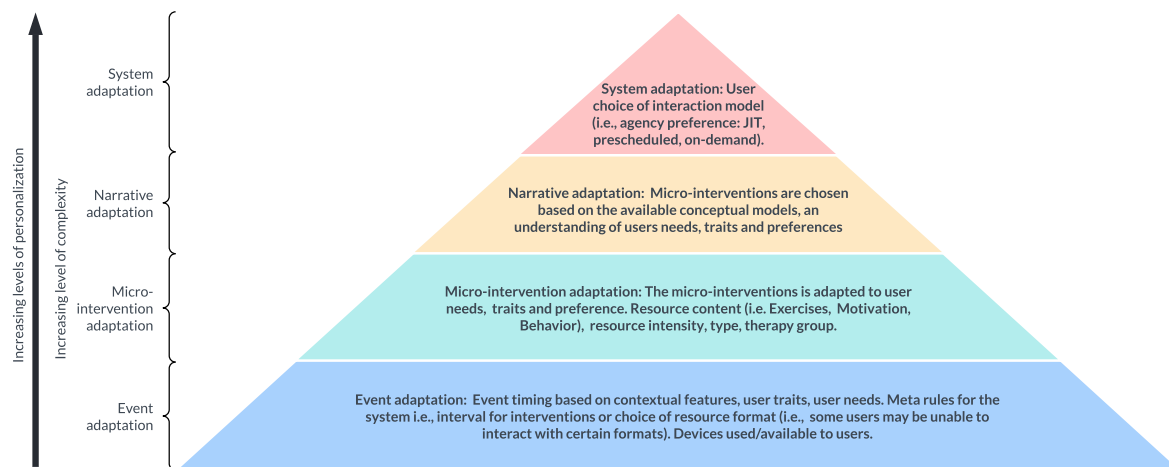 System
adaptation
System adaptation: User
choice of interaction model
(i.e., agency preference: JIT,
prescheduled, on-demand).
Increasing levels of personalization
Increasing level of complexity
Narrative
adaptation
Narrative adaptation:  Micro-interventions are chosen
based on the available conceptual models, an
understanding of users needs, traits and preferences
Micro-
intervention
adaptation
Micro-intervention adaptation: The micro-interventions is adapted to user
needs,  traits and preference. Resource content (i.e. Exercises,  Motivation,
Behavior),  resource intensity, type, therapy group.
Event
adaptation
Event adaptation:  Event timing based on contextual features, user traits, user needs. Meta rules for the
system i.e., interval for interventions or choice of resource format (i.e.,  some users may be unable to
interact with certain formats). Devices used/available to users.